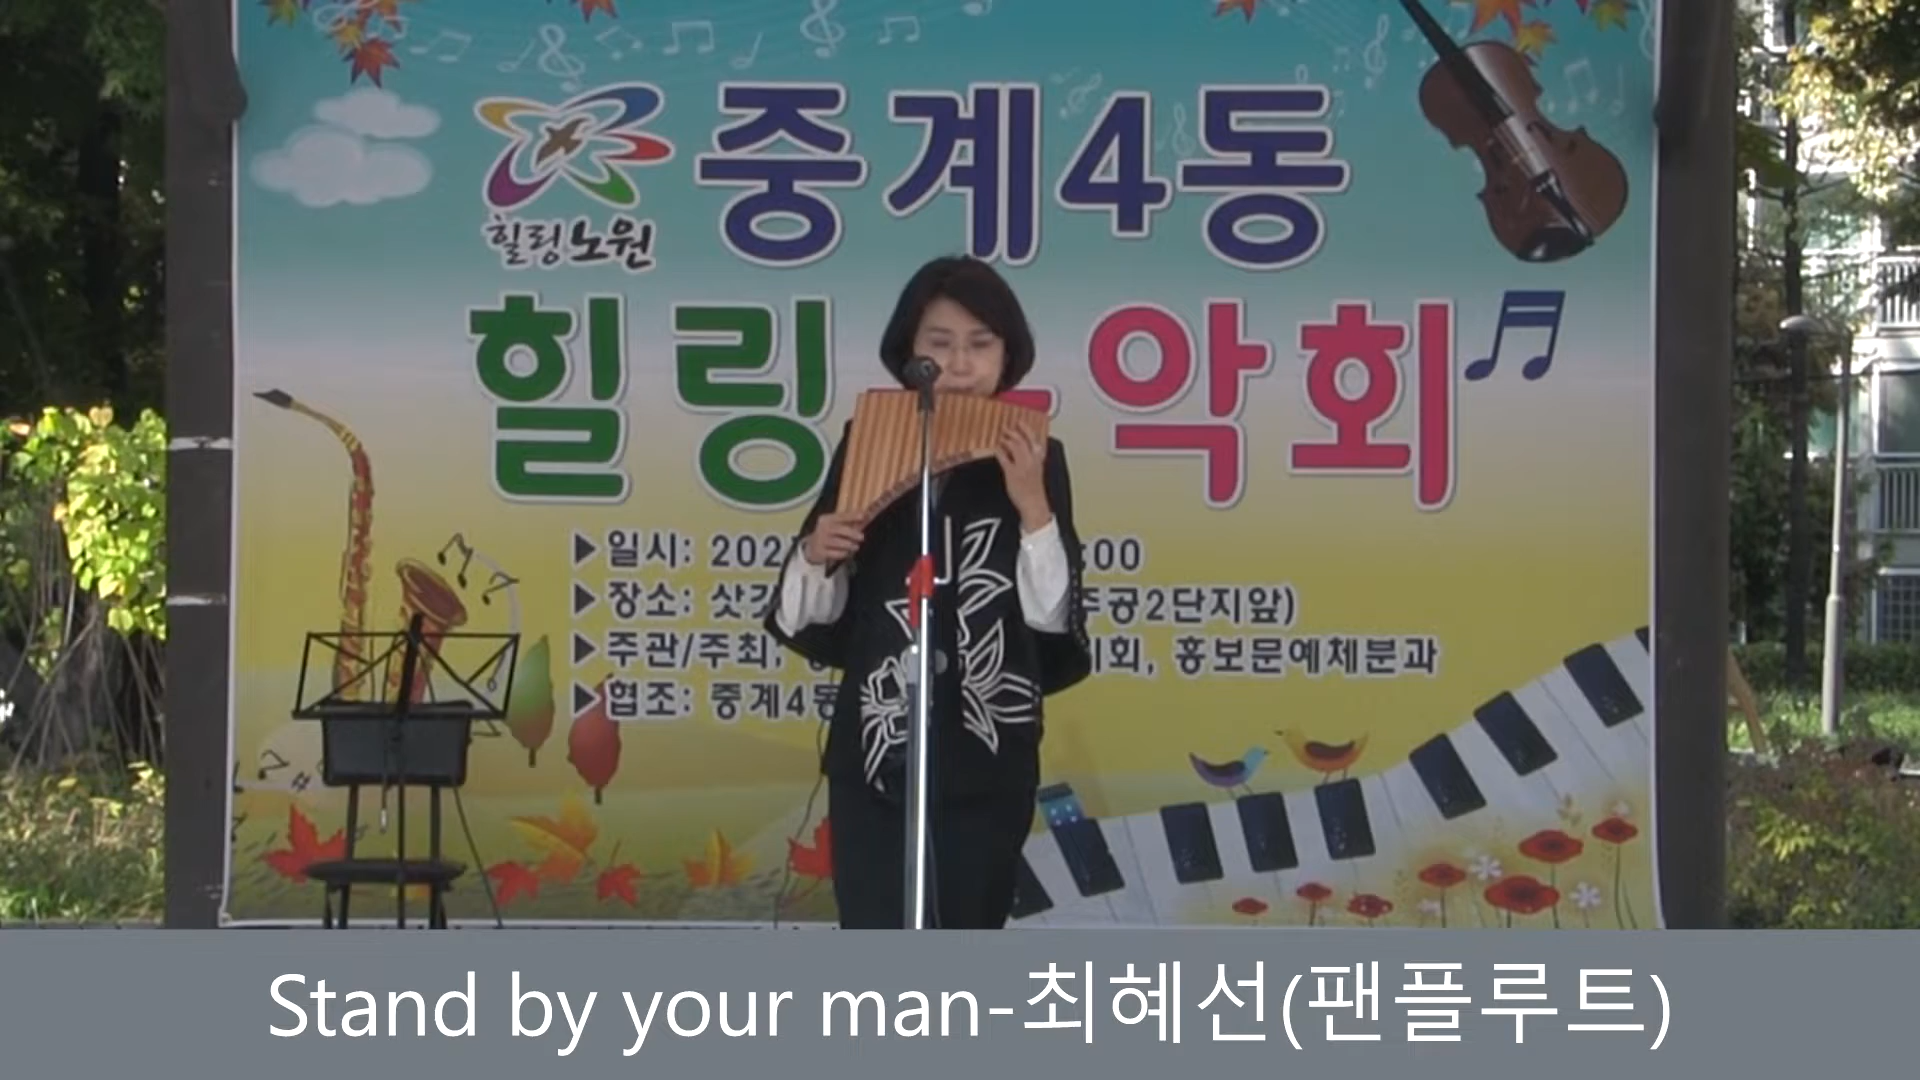 중계4동
힐링노원
힐링 악회
▶일시: 202 :00
▶장소: 삿갓 주공2단지앞)
▶주관/주최: 회, 홍보문예체분과
▶협조: 중계4동
Stand by your man-최혜선(팬플루트)